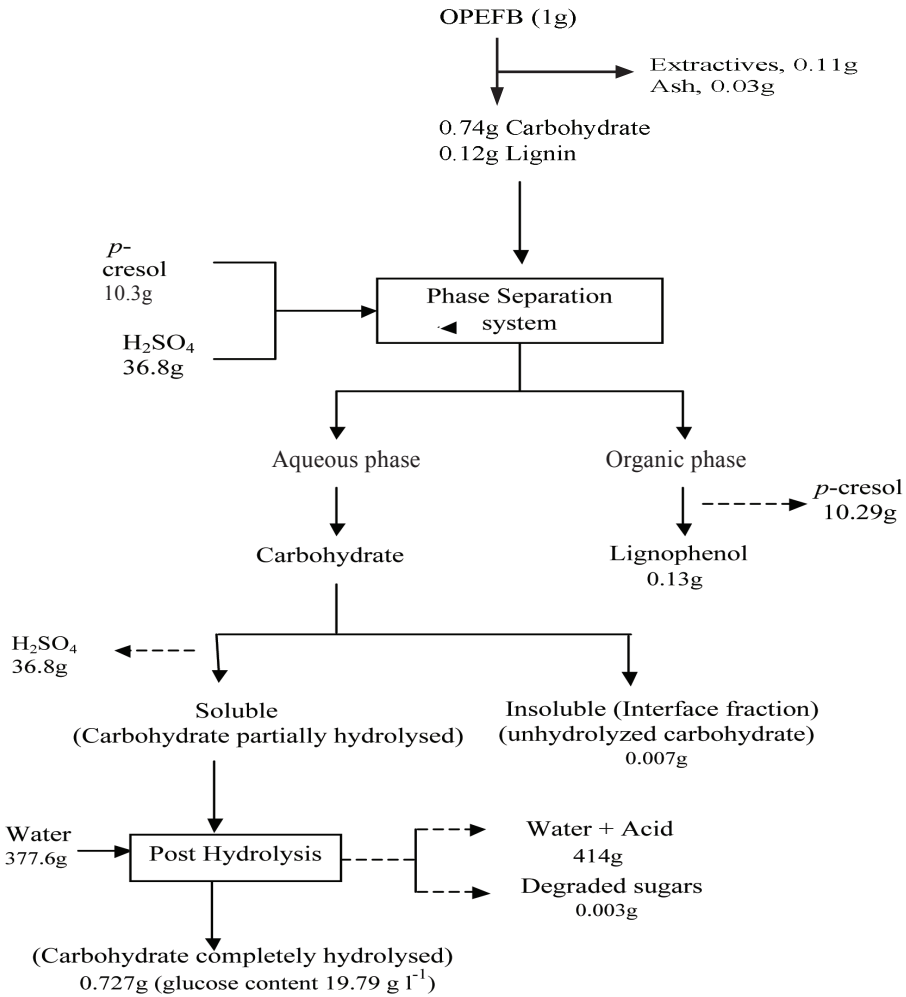 OPEFB (1g)
Extractives, 0.11g
Ash, 0.03g
0.74g Carbohydrate
0.12g Lignin
p-
cresol
10.3g
H₂SO₄
36.8g
Phase Separation
system
Aqueous phase
Organic phase
p-cresol
10.29g
Carbohydrate
Lignophenol
0.13g
H₂SO₄
36.8g
Soluble
(Carbohydrate partially hydrolysed)
Insoluble (Interface fraction)
(unhydrolyzed carbohydrate)
0.007g
Water
377.6g
Post Hydrolysis
Water + Acid
414g
Degraded sugars
0.003g
(Carbohydrate completely hydrolysed)
0.727g (glucose content 19.79 g l⁻¹)